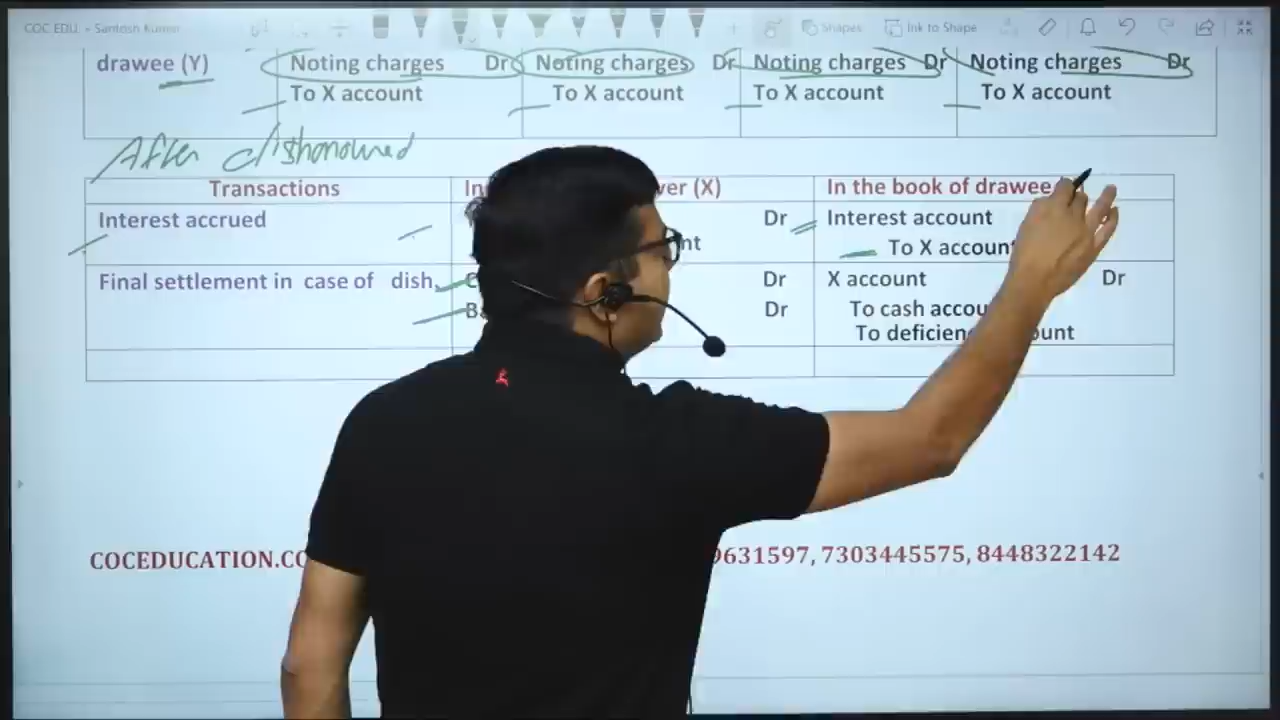 COC.EDU. - Santosh Kumar
Shapes
Ink to Shape
drawee (Y)
Noting charges Dr
To X account
Noting charges Dr
To X account
Noting charges Dr
To X account
Noting charges Dr
To X account
After dishonoured
Transactions
ver (X)
In the book of drawee
Interest accrued
Dr
nt
Interest account
To X account
Final settlement in case of dish.
Dr
Dr
X account Dr
To cash accou
To deficien unt
COCEDUCATION.CO 9631597, 7303445575, 8448322142